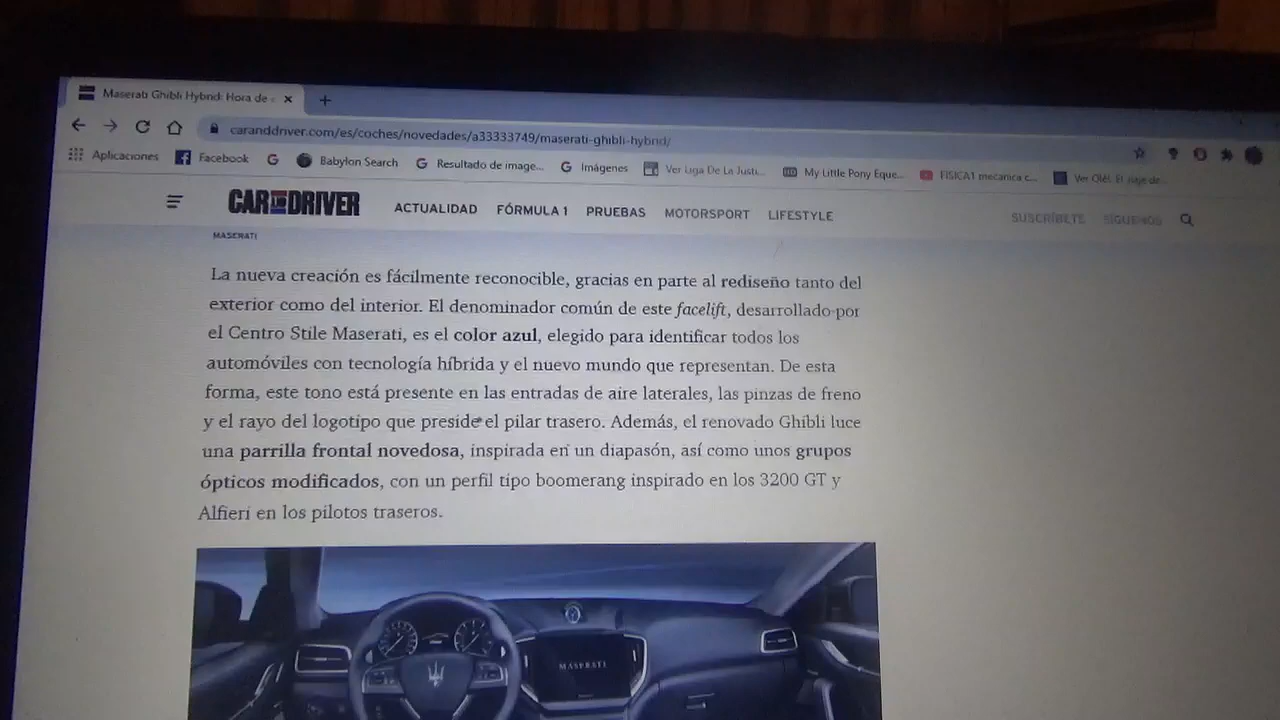 Maserati Ghibli Hybrid: Hora de
caranddriver.com/es/coches/novedades/a33333749/maserati-ghibli-hybrid/
Aplicaciones Facebook Babylon Search Resultado de image... Imágenes Ver Liga De La Justi... My Little Pony Eque... FISICA1 mecanica c... Ver Olé!, El viaje de...
CAR AND DRIVER ACTUALIDAD FÓRMULA 1 PRUEBAS MOTORSPORT LIFESTYLE SUSCRÍBETE SÍGUENOS
MASERATI
La nueva creación es fácilmente reconocible, gracias en parte al rediseño tanto del
exterior como del interior. El denominador común de este facelift, desarrollado por
el Centro Stile Maserati, es el color azul, elegido para identificar todos los
automóviles con tecnología híbrida y el nuevo mundo que representan. De esta
forma, este tono está presente en las entradas de aire laterales, las pinzas de freno
y el rayo del logotipo que preside el pilar trasero. Además, el renovado Ghibli luce
una parrilla frontal novedosa, inspirada en un diapasón, así como unos grupos
ópticos modificados, con un perfil tipo boomerang inspirado en los 3200 GT y
Alfieri en los pilotos traseros.
MASERATI